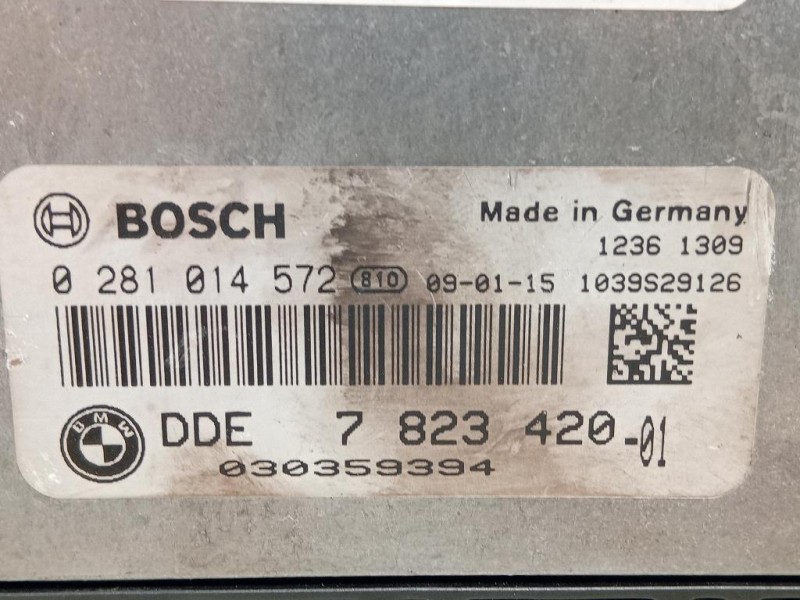 BOSCH Made in Germany
1236 1309
0 281 014 572 810 09-01-15 1039S29126
BMW DDE 7 823 420-01
030359394